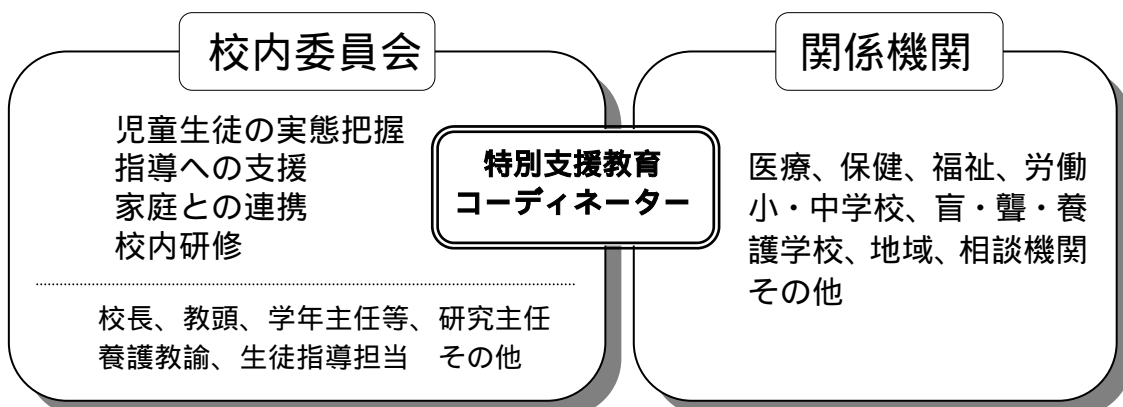 校内委員会
児童生徒の実態把握
指導への支援
家庭との連携
校内研修
校長、教頭、学年主任等、研究主任
養護教諭、生徒指導担当　その他
特別支援教育
コーディネーター
関係機関
医療、保健、福祉、労働
小・中学校、盲・聾・養
護学校、地域、相談機関
その他